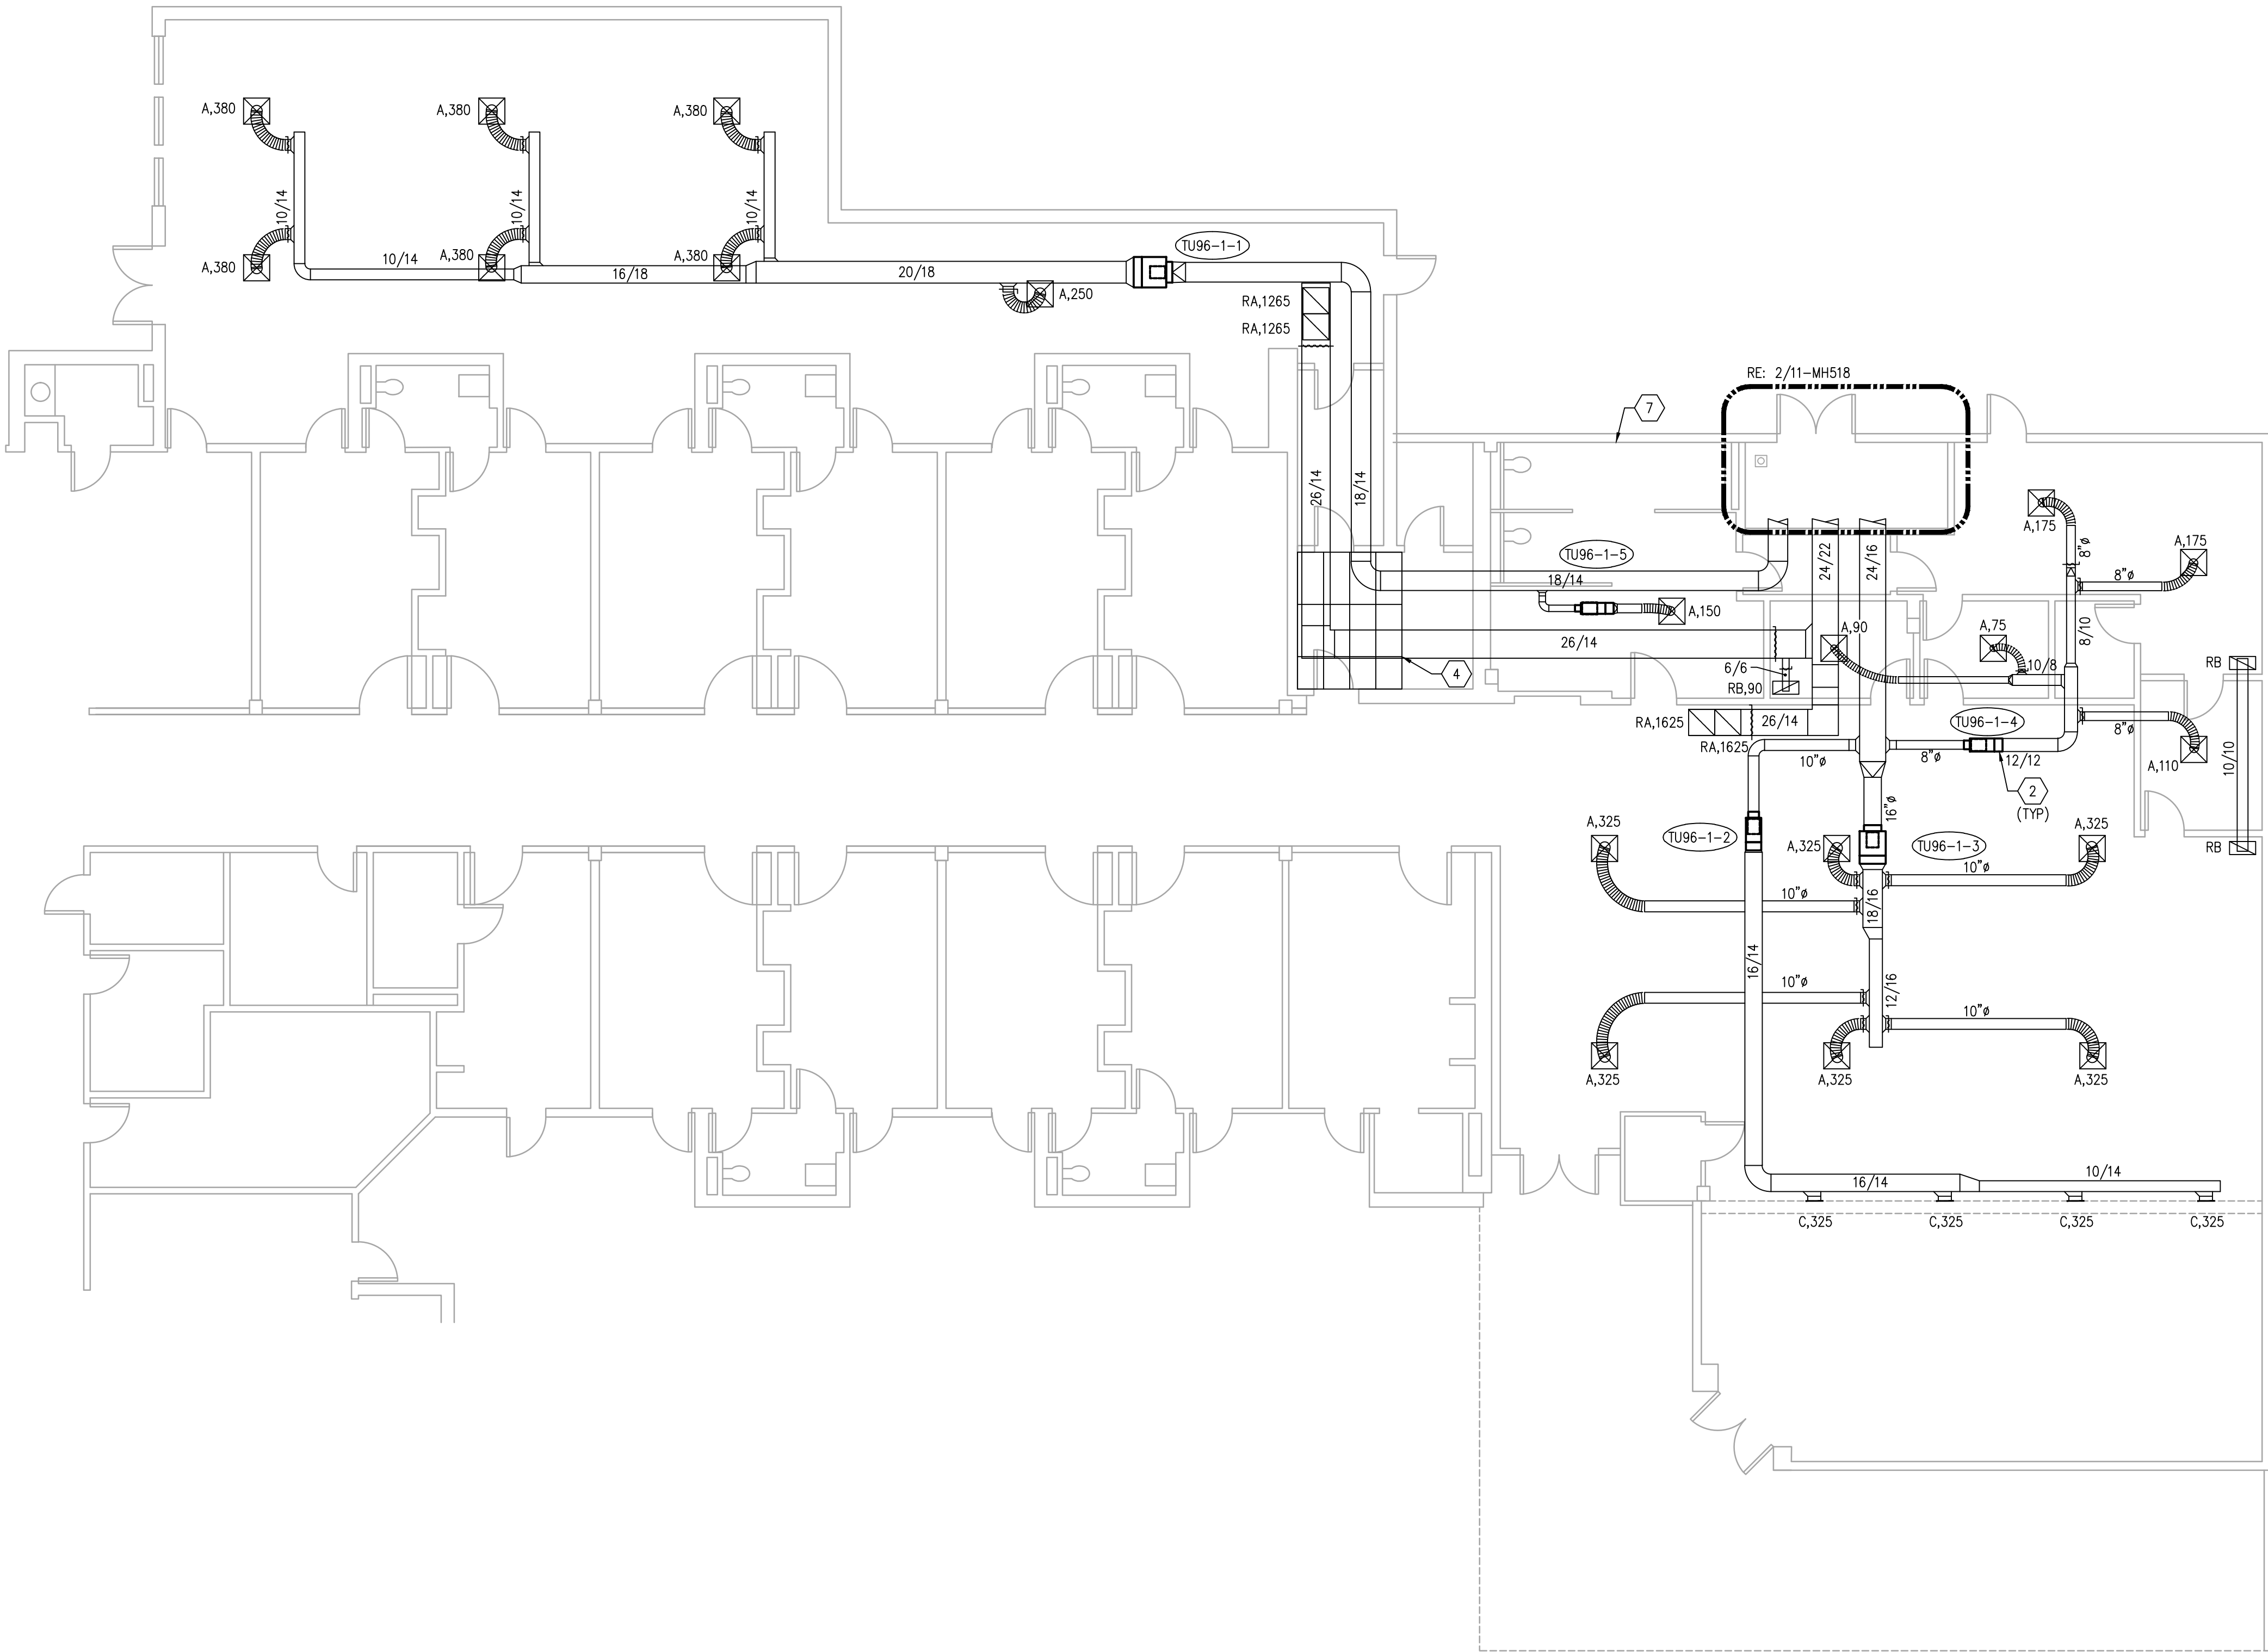 A,380
A,380
A,380
10/14
10/14
10/14
A,380
A,380
A,380
10/14
16/18
20/18
TU96-1-1
A,250
RA,1265
RA,1265
RE: 2/11-MH518
7
26/14
18/14
A,175
8"ø
A,175
TU96-1-5
24/22
24/16
18/14
8"ø
A,150
A,90
A,75
8/10
26/14
4
6/6
10/8
RB
RB,90
RA,1625
26/14
TU96-1-4
8"ø
RA,1625
10"ø
8"ø
12/12
A,110
10/10
2
(TYP)
16"ø
A,325
TU96-1-2
A,325
TU96-1-3
A,325
RB
10"ø
10"ø
18/16
16/14
10"ø
12/16
10"ø
A,325
A,325
A,325
16/14
10/14
C,325
C,325
C,325
C,325